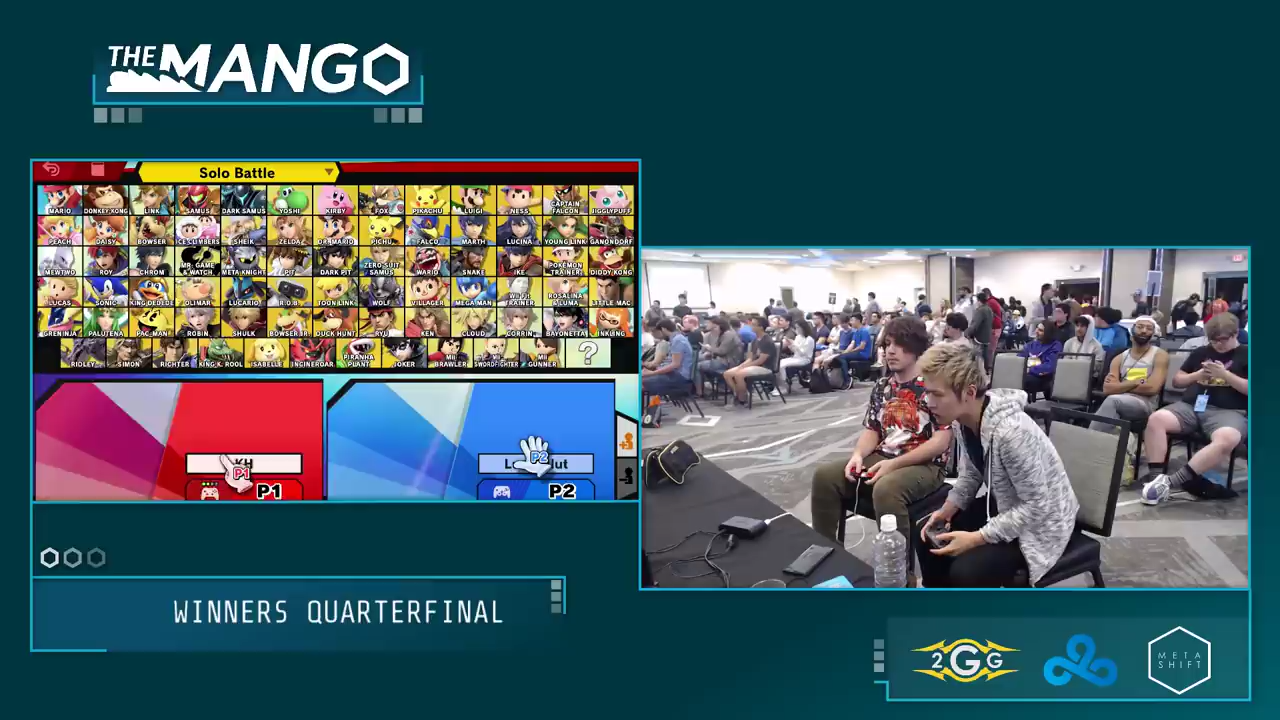 THE MANGO
Solo Battle
MARIO DONKEY KONG LINK SAMUS DARK SAMUS YOSHI KIRBY FOX PIKACHU LUIGI NESS CAPTAIN FALCON JIGGLYPUFF
PEACH DAISY BOWSER ICE CLIMBERS SHEIK ZELDA DR. MARIO PICHU FALCO MARTH LUCINA YOUNG LINK GANONDORF
MEWTWO ROY CHROM MR. GAME & WATCH META KNIGHT PIT DARK PIT ZERO SUIT SAMUS WARIO SNAKE IKE POKÉMON TRAINER DIDDY KONG
LUCAS SONIC KING DEDEDE OLIMAR LUCARIO R.O.B. TOON LINK WOLF VILLAGER MEGA MAN Wii Fit TRAINER ROSALINA & LUMA LITTLE MAC
GRENINJA PALUTENA PAC-MAN ROBIN SHULK BOWSER JR. DUCK HUNT RYU KEN CLOUD CORRIN BAYONETTA INKLING
RIDLEY SIMON RICHTER KING K. ROOL ISABELLE INCINEROAR PIRANHA PLANT JOKER Mii BRAWLER Mii SWORDFIGHTER Mii GUNNER ?
P1
P2
P1
P2
WINNERS QUARTERFINAL
2GG
META
SHIFT